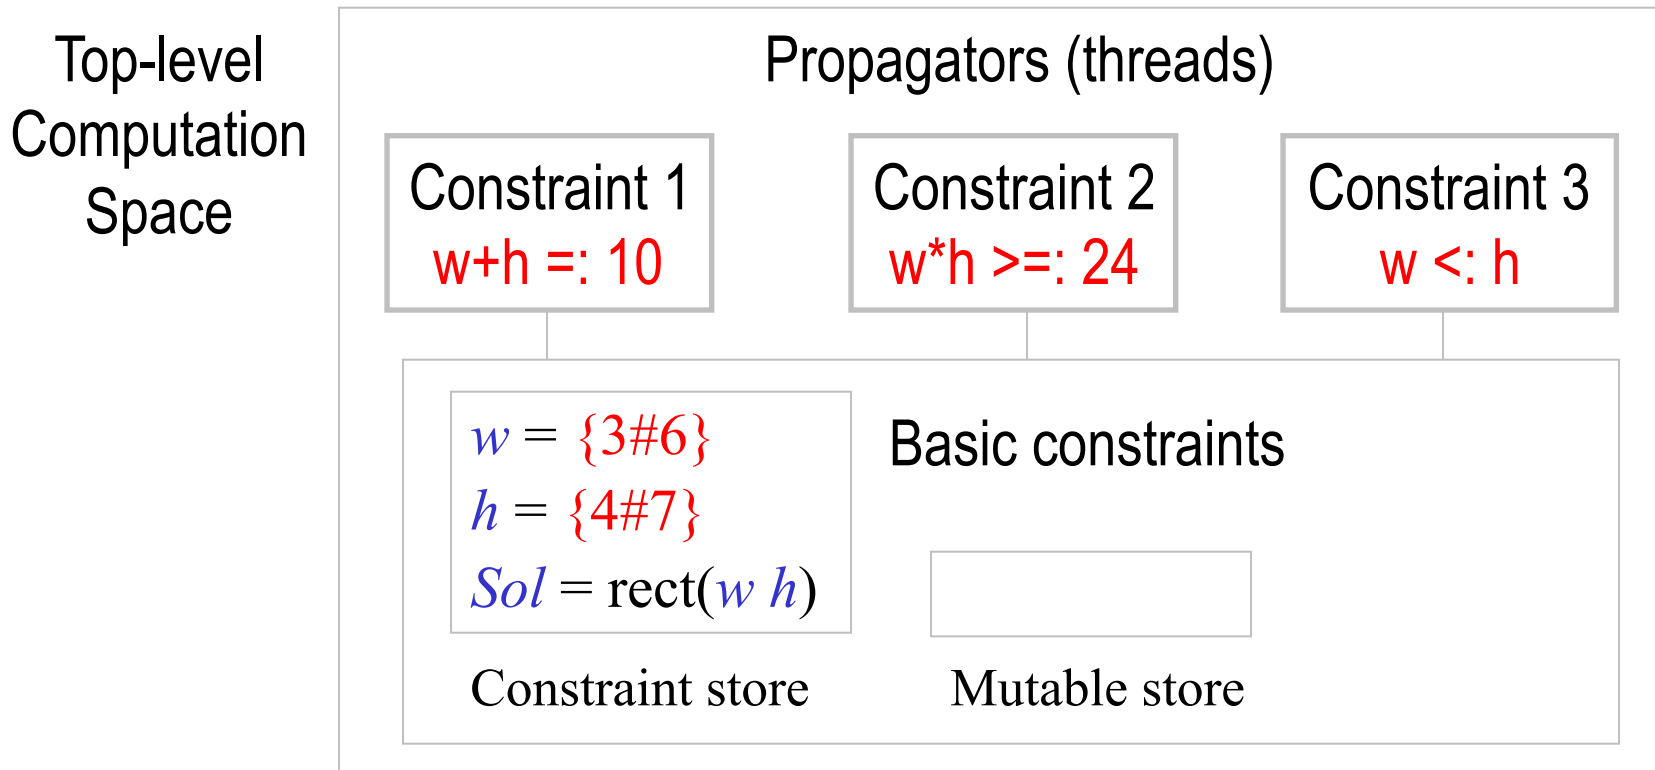 Top-level
Computation
Space
Propagators (threads)
Constraint 1
w+h =: 10
Constraint 2
w*h >=: 24
Constraint 3
w <: h
w = {3#6}
h = {4#7}
Sol = rect(w h)
Basic constraints
Constraint store
Mutable store